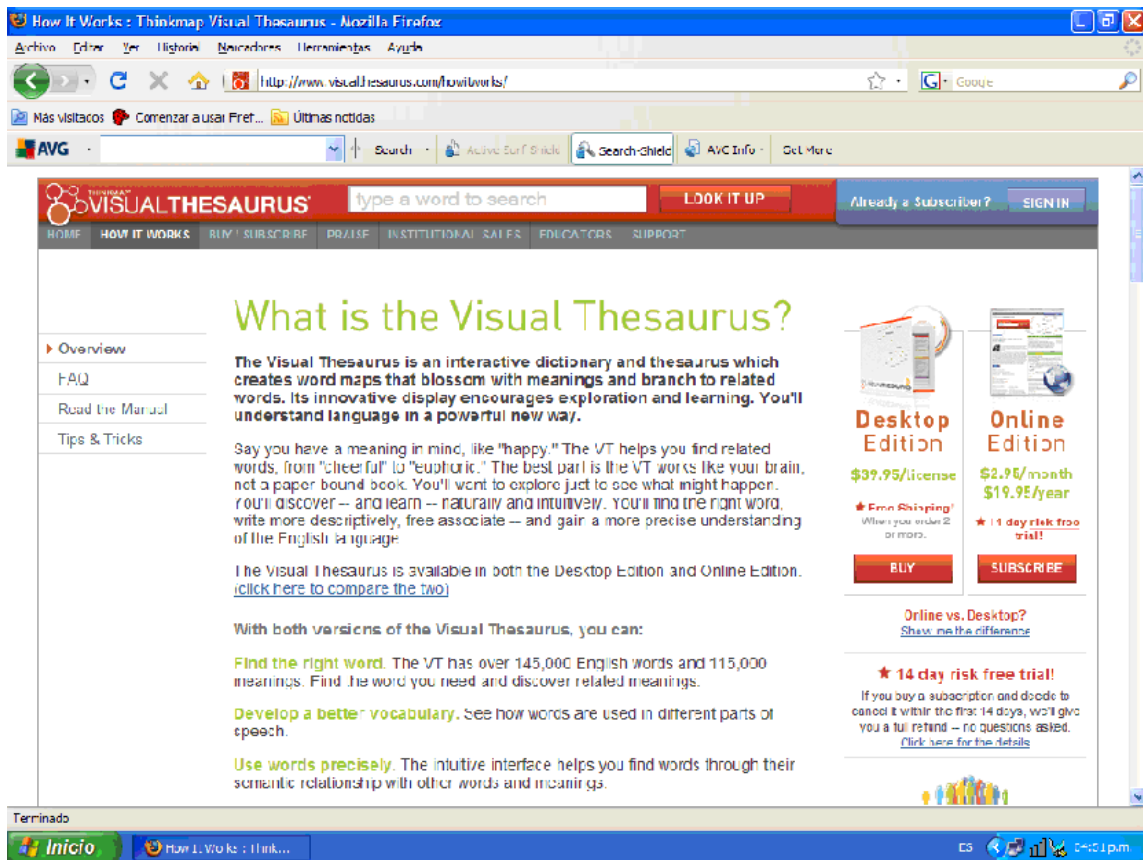 How It Works : Thinkmap Visual Thesaurus - Mozilla Firefox
Archivo Editar Ver Historial Marcadores Herramientas Ayuda
http://www.visualthesaurus.com/howitworks/
G Google
Más visitados Comenzar a usar Firef... Últimas noticias
AVG Search Active Surf-Shield Search-Shield AVG Info Get More
THINKMAP
VISUALTHESAURUS
type a word to search
LOOK IT UP
Already a Subscriber?
SIGN IN
HOME HOW IT WORKS BUY / SUBSCRIBE PRAISE INSTITUTIONAL SALES EDUCATORS SUPPORT
Overview
FAQ
Read the Manual
Tips & Tricks
What is the Visual Thesaurus?
The Visual Thesaurus is an interactive dictionary and thesaurus which
creates word maps that blossom with meanings and branch to related
words. Its innovative display encourages exploration and learning. You'll
understand language in a powerful new way.
Say you have a meaning in mind, like "happy." The VT helps you find related
words, from "cheerful" to "euphoric." The best part is the VT works like your brain,
not a paper bound book. You'll want to explore just to see what might happen.
You'll discover -- and learn -- naturally and intuitively. You'll find the right word,
write more descriptively, free associate -- and gain a more precise understanding
of the English language
The Visual Thesaurus is available in both the Desktop Edition and Online Edition.
(click here to compare the two)
With both versions of the Visual Thesaurus, you can:
Find the right word. The VT has over 145,000 English words and 115,000
meanings. Find the word you need and discover related meanings.
Develop a better vocabulary. See how words are used in different parts of
speech.
Use words precisely. The intuitive interface helps you find words through their
semantic relationship with other words and meanings.
Desktop
Edition
$39.95/license
Free Shipping!
When you order 2
or more.
BUY
Online
Edition
$2.95/month
$19.95/year
14 day risk free
trial!
SUBSCRIBE
Online vs. Desktop?
Show me the difference
14 day risk free trial!
If you buy a subscription and decide to
cancel it within the first 14 days, we'll give
you a full refund -- no questions asked.
Click here for the details
Terminado
Inicio
How It Works : Think...
ES
04:51 p.m.